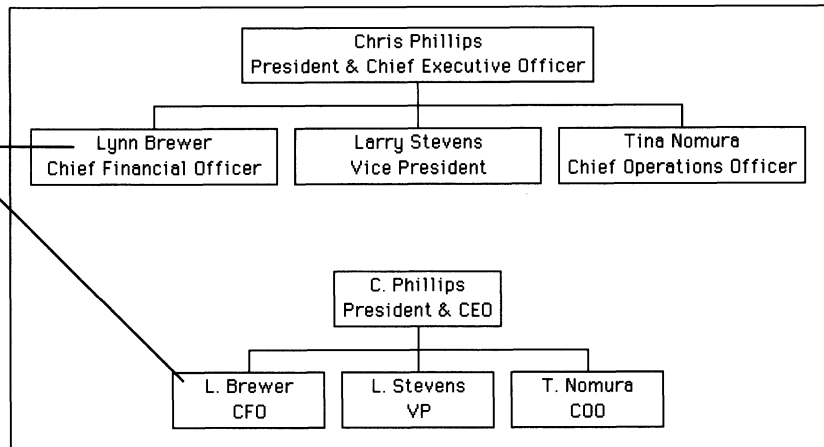 Chris Phillips
President & Chief Executive Officer
Lynn Brewer
Chief Financial Officer
Larry Stevens
Vice President
Tina Nomura
Chief Operations Officer
C. Phillips
President & CEO
L. Brewer
CFO
L. Stevens
VP
T. Nomura
COO